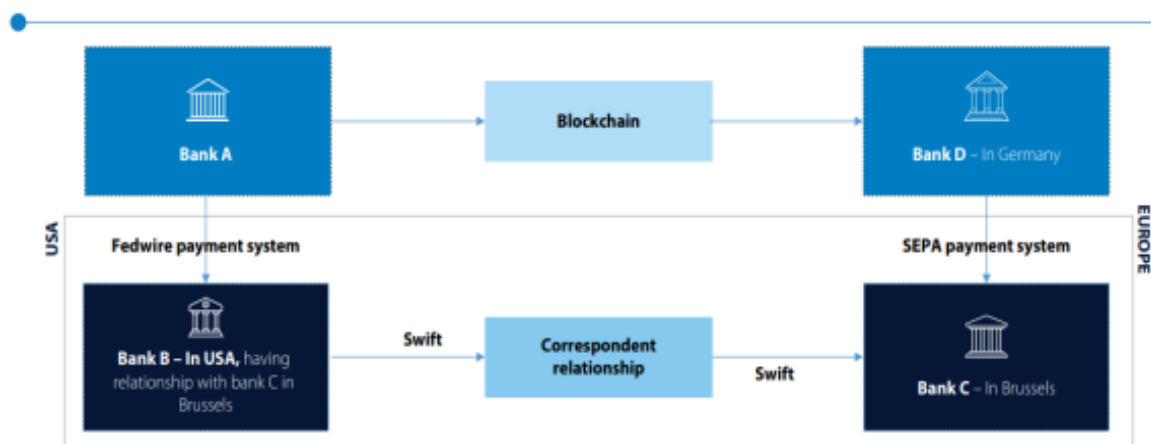 Blockchain
Bank A
Bank D – In Germany
USA
EUROPE
Fedwire payment system
SEPA payment system
Bank B – In USA, having
relationship with bank C in
Brussels
Swift
Correspondent
relationship
Swift
Bank C – In Brussels